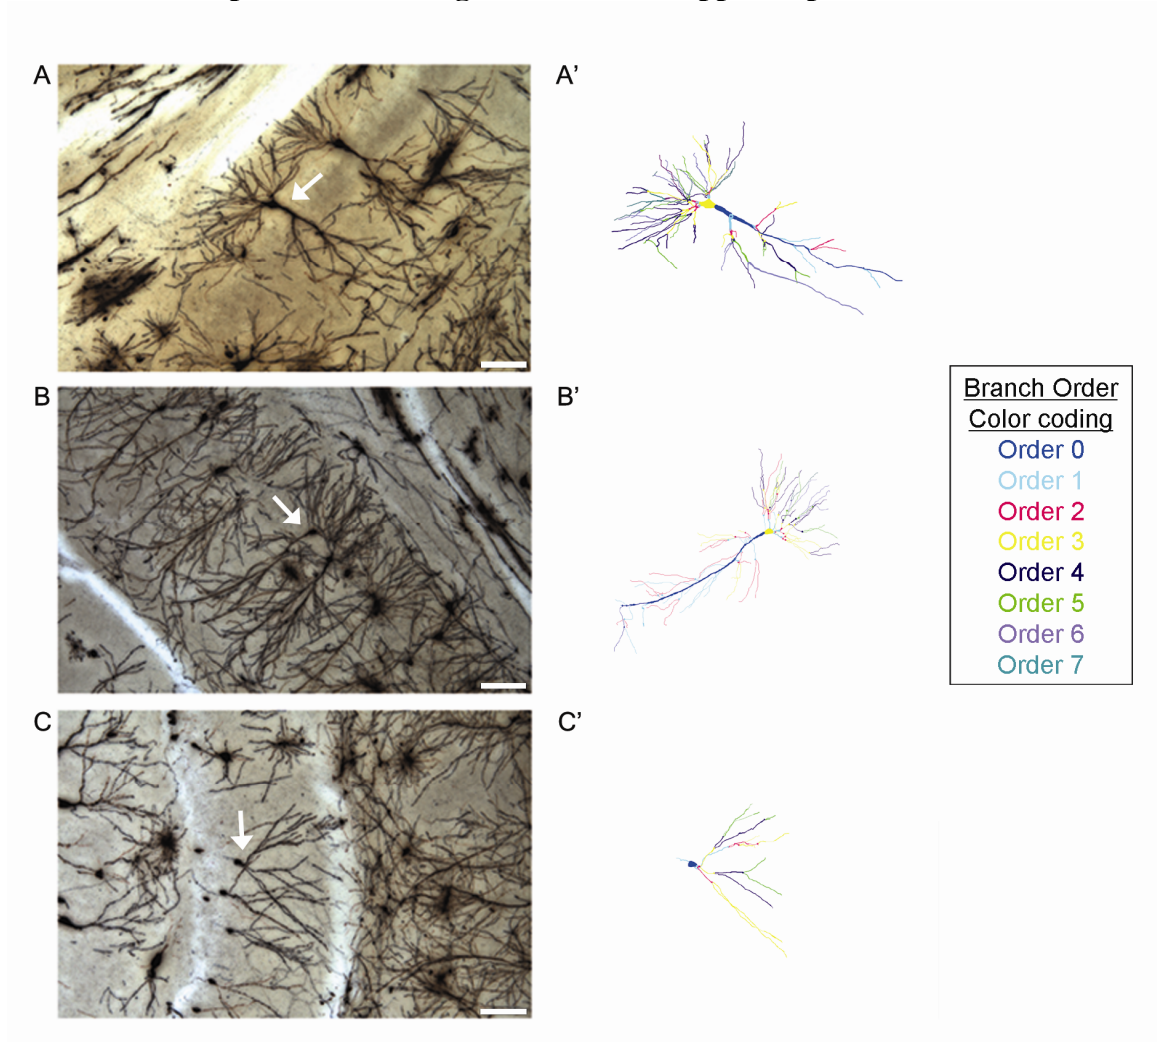 A
A’
B
B’
Branch Order
Color coding
Order 0
Order 1
Order 2
Order 3
Order 4
Order 5
Order 6
Order 7
C
C’